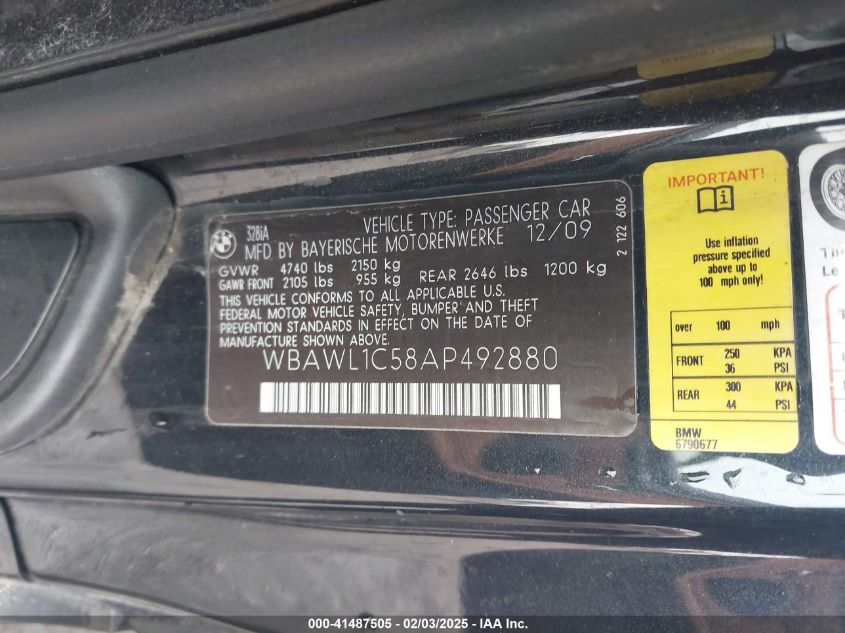 BMW
328iA
VEHICLE TYPE: PASSENGER CAR
MFD BY BAYERISCHE MOTORENWERKE 12/09
GVWR 4740 lbs 2150 kg
GAWR FRONT 2105 lbs 955 kg REAR 2646 lbs 1200 kg
THIS VEHICLE CONFORMS TO ALL APPLICABLE U.S.
FEDERAL MOTOR VEHICLE SAFETY, BUMPER AND THEFT
PREVENTION STANDARDS IN EFFECT ON THE DATE OF
MANUFACTURE SHOWN ABOVE.
WBAWL1C58AP492880
2 122 606
IMPORTANT!
Use inflation
pressure specified
above if up to
100 mph only!
over 100 mph
FRONT 250 KPA
36 PSI
REAR 300 KPA
44 PSI
BMW
6790677
Le
000-41487505 - 02/03/2025 - IAA, Inc.